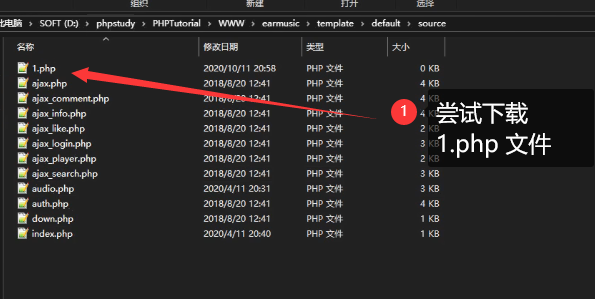 组织 新建 打开 选择
此电脑 > SOFT (D:) > phpstudy > PHPTutorial > WWW > earmusic > template > default > source
名称 修改日期 类型 大小
1.php 2020/10/11 20:58 PHP 文件 0 KB
ajax.php 2018/8/20 12:41 PHP 文件 4 KB
ajax_comment.php 2018/8/20 12:41 PHP 文件 4 KB
ajax_info.php 2018/8/20 12:41 PHP 文件 4 KB
ajax_like.php 2018/8/20 12:41 PHP 文件 2 KB
ajax_login.php 2018/8/20 12:41 PHP 文件 3 KB
ajax_player.php 2018/8/20 12:41 PHP 文件 2 KB
ajax_search.php 2018/8/20 12:41 PHP 文件 3 KB
audio.php 2020/4/11 20:31 PHP 文件 3 KB
auth.php 2018/8/20 12:41 PHP 文件 4 KB
down.php 2018/8/20 12:41 PHP 文件 1 KB
index.php 2020/4/11 20:40 PHP 文件 1 KB
1 尝试下载
1.php 文件